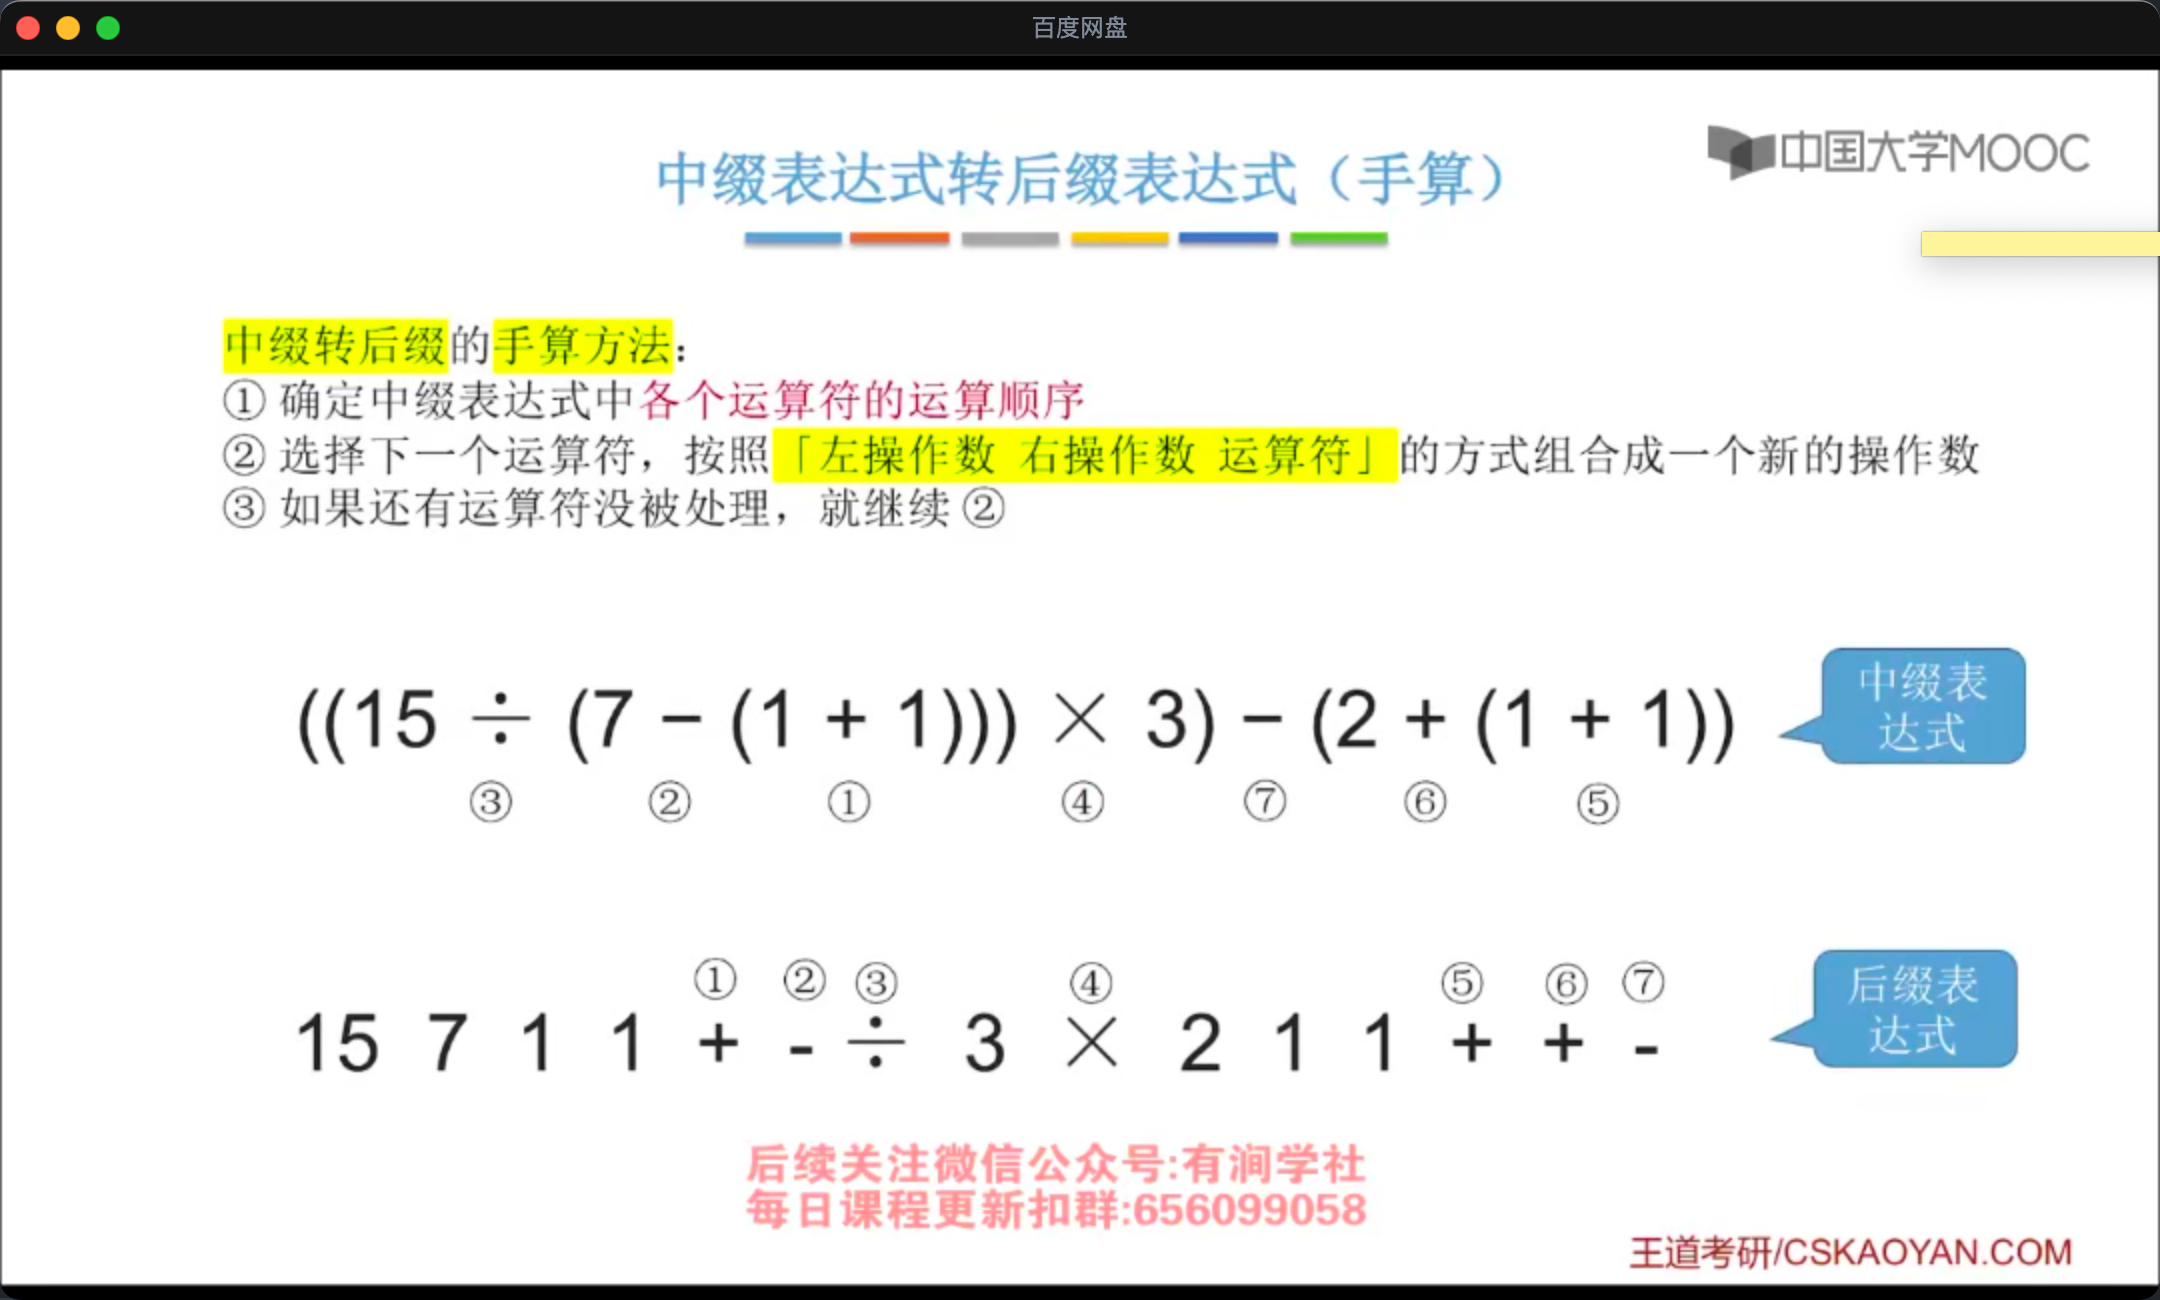 百度网盘
中国大学MOOC
中缀表达式转后缀表达式（手算）
中缀转后缀的手算方法：
① 确定中缀表达式中各个运算符的运算顺序
② 选择下一个运算符，按照「左操作数 右操作数 运算符」的方式组合成一个新的操作数
③ 如果还有运算符没被处理，就继续 ②
((15 ÷ (7 − (1 + 1))) × 3) − (2 + (1 + 1))
中缀表
达式
③ ② ① ④ ⑦ ⑥ ⑤
① ② ③ ④ ⑤ ⑥ ⑦
15 7 1 1 + - ÷ 3 × 2 1 1 + + -
后缀表
达式
后续关注微信公众号:有涧学社
每日课程更新扣群:656099058
王道考研/CSKAOYAN.COM